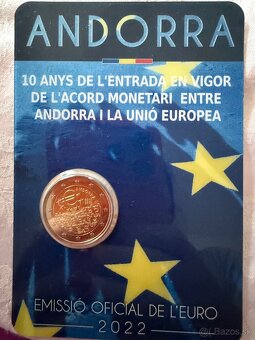 ANDORRA
10 ANYS DE L'ENTRADA EN VIGOR
DE L'ACORD MONETARI ENTRE
ANDORRA I LA UNIÓ EUROPEA
EMISSIÓ OFICIAL DE L'EURO
2022